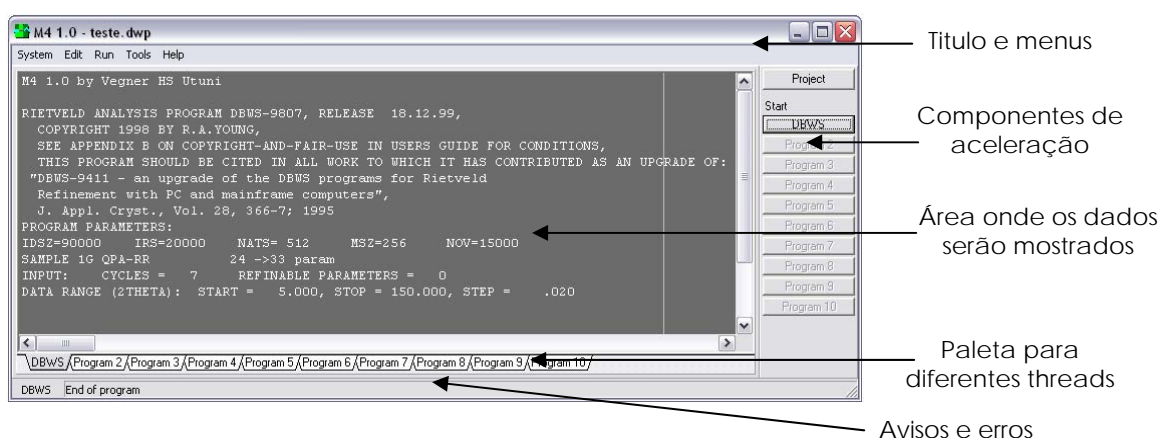 M4 1.0 - teste.dwp
System Edit Run Tools Help
M4 1.0 by Vegner HS Utuni
RIETVELD ANALYSIS PROGRAM DBWS-9807, RELEASE 18.12.99,
COPYRIGHT 1998 BY R.A.YOUNG,
SEE APPENDIX B ON COPYRIGHT-AND-FAIR-USE IN USERS GUIDE FOR CONDITIONS,
THIS PROGRAM SHOULD BE CITED IN ALL WORK TO WHICH IT HAS CONTRIBUTED AS AN UPGRADE OF:
"DBWS-9411 - an upgrade of the DBWS programs for Rietveld
Refinement with PC and mainframe computers",
J. Appl. Cryst., Vol. 28, 366-7; 1995
PROGRAM PARAMETERS:
IDSZ=90000 IRS=20000 NATS= 512 MSZ=256 NOV=15000
SAMPLE 1G QPA-RR 24 ->33 param
INPUT: CYCLES = 7 REFINABLE PARAMETERS = 0
DATA RANGE (2THETA): START = 5.000, STOP = 150.000, STEP = .020
Project
Start
DBWS
Program 2
Program 3
Program 4
Program 5
Program 6
Program 7
Program 8
Program 9
Program 10
DBWS Program 2 Program 3 Program 4 Program 5 Program 6 Program 7 Program 8 Program 9 Program 10
DBWS End of program
Titulo e menus
Componentes de
aceleração
Área onde os dados
serão mostrados
Paleta para
diferentes threads
Avisos e erros